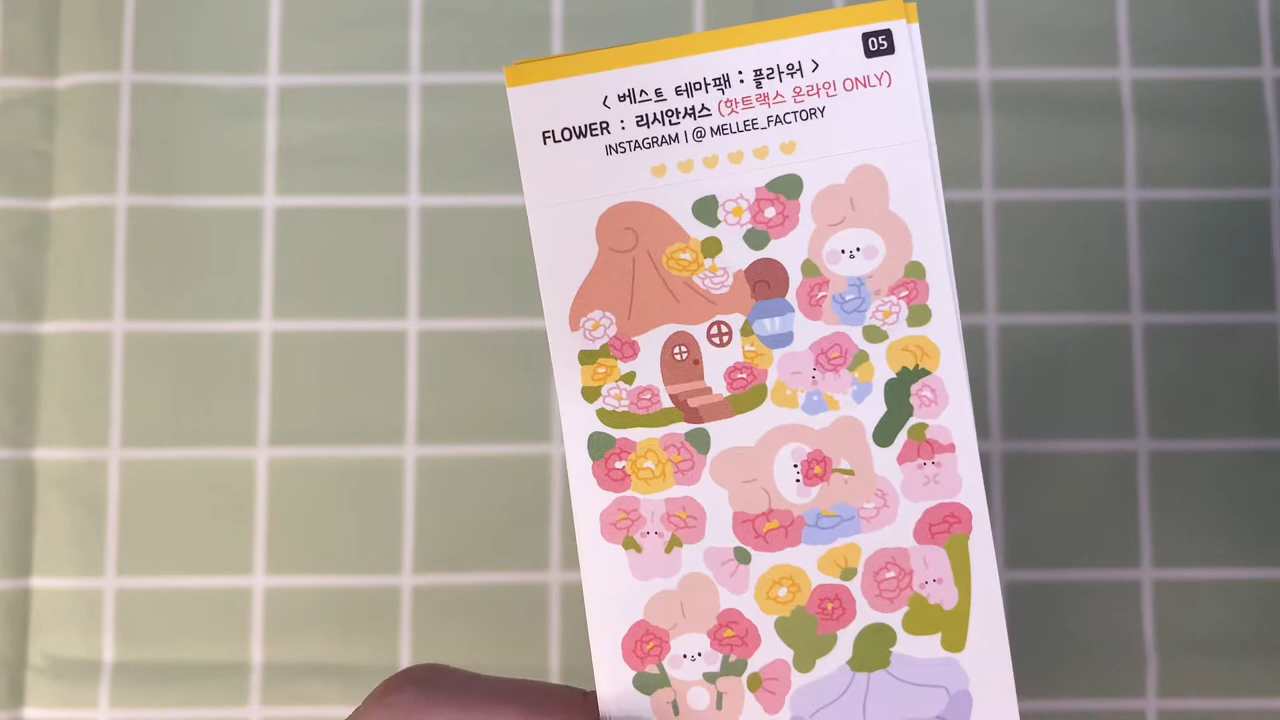 05
< 베스트 테마팩 : 플라워 >
FLOWER : 리시안셔스 (핫트랙스 온라인 ONLY)
INSTAGRAM | @ MELLEE_FACTORY